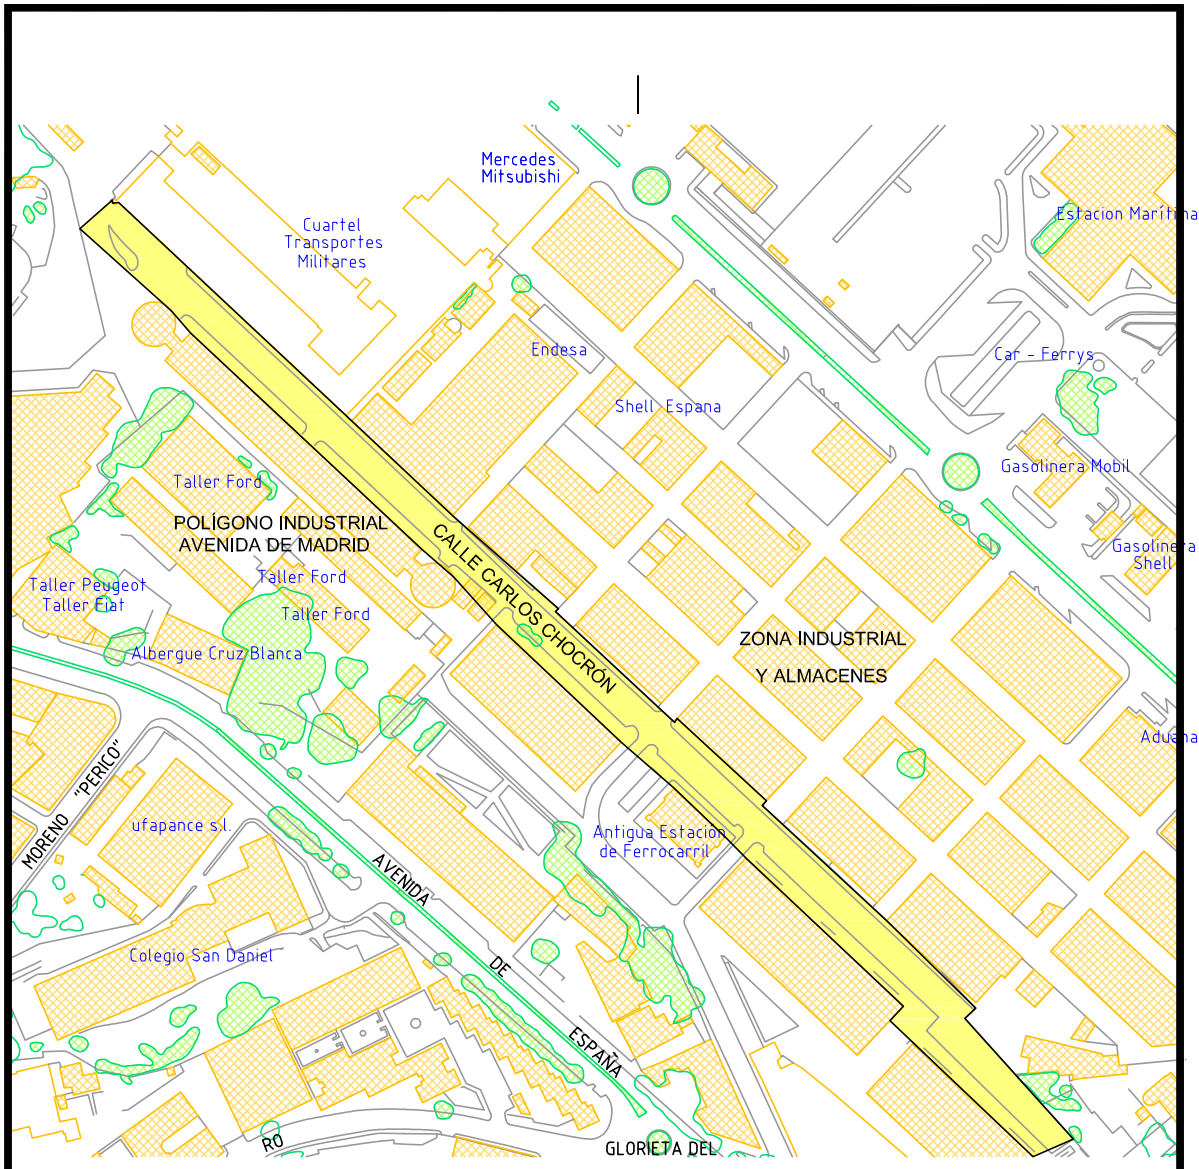 Mercedes
Mitsubishi
Cuartel
Transportes
Militares
Estacion Marítima
Endesa
Car - Ferrys
Shell Espana
Gasolinera Mobil
Taller Ford
POLÍGONO INDUSTRIAL
AVENIDA DE MADRID
CALLE CARLOS CHOCRÓN
Gasolinera
Shell
Taller Peugeot
Taller Fiat
Taller Ford
Taller Ford
Albergue Cruz Blanca
ZONA INDUSTRIAL
Y ALMACENES
Aduana
MORENO "PERICO"
ufapance s.l.
Antigua Estación
de Ferrocarril
AVENIDA
DE
ESPAÑA
Colegio San Daniel
RO
GLORIETA DEL